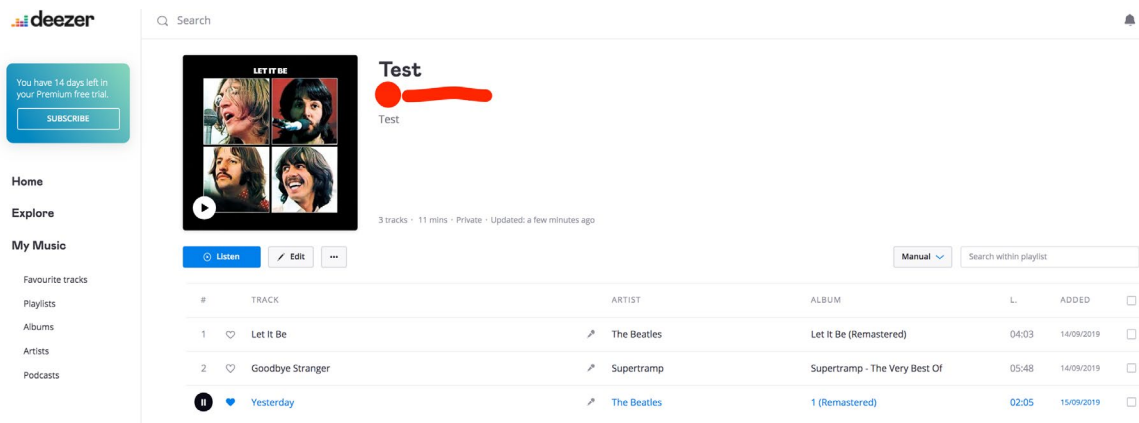 deezer
Search
You have 14 days left in
your Premium free trial.
SUBSCRIBE
Home
Explore
My Music
Favourite tracks
Playlists
Albums
Artists
Podcasts
LET IT BE
Test
Test
3 tracks · 11 mins · Private · Updated: a few minutes ago
Listen Edit ...
Manual Search within playlist
# TRACK ARTIST ALBUM L. ADDED
1 Let It Be The Beatles Let It Be (Remastered) 04:03 14/09/2019
2 Goodbye Stranger Supertramp Supertramp - The Very Best Of 05:48 14/09/2019
Yesterday The Beatles 1 (Remastered) 02:05 15/09/2019